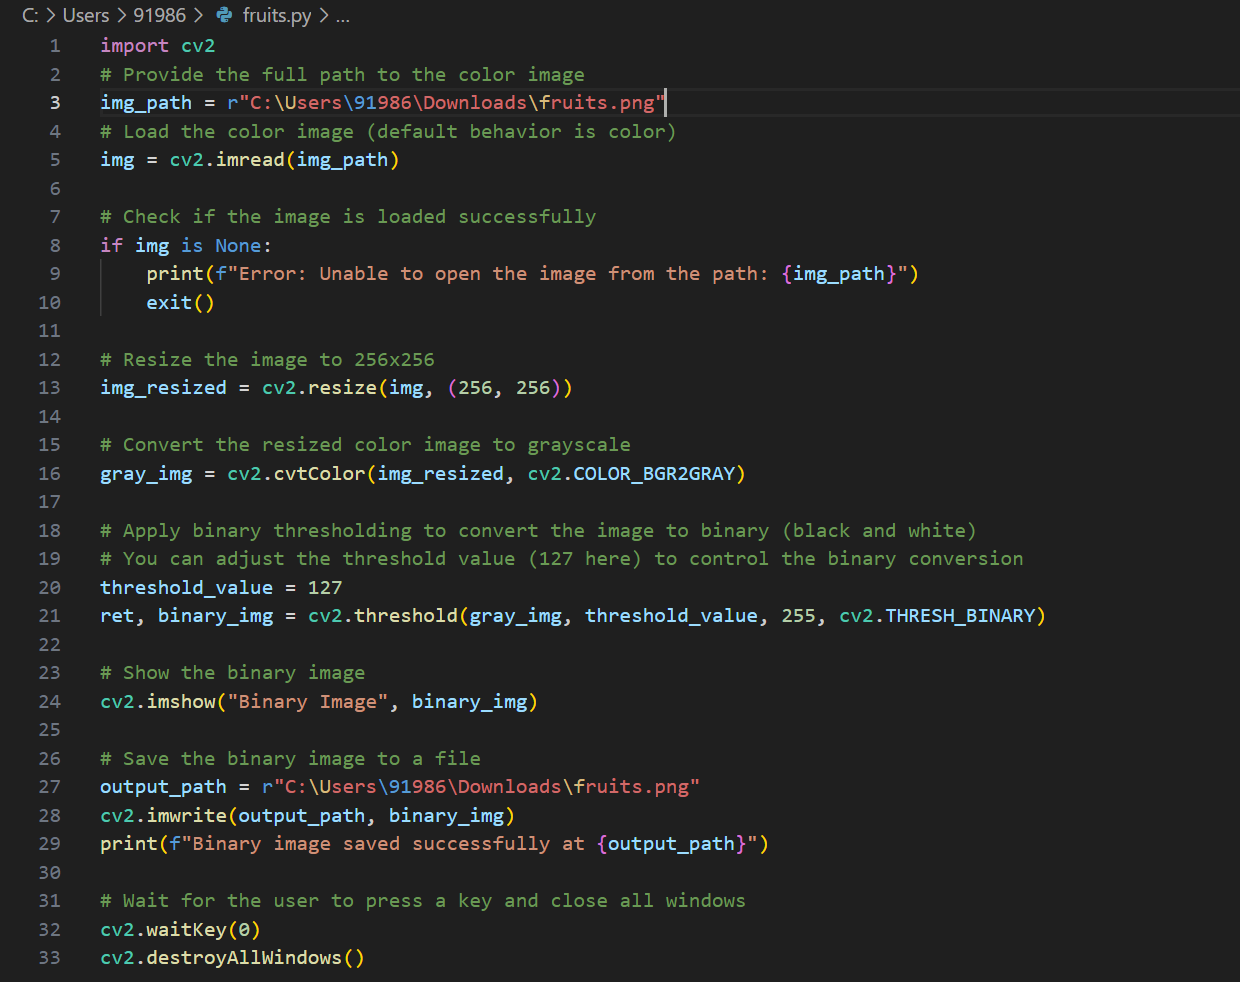 C: > Users > 91986 > fruits.py > ...
1 import cv2
2 # Provide the full path to the color image
3 img_path = r"C:\Users\91986\Downloads\fruits.png"
4 # Load the color image (default behavior is color)
5 img = cv2.imread(img_path)
6
7 # Check if the image is loaded successfully
8 if img is None:
9     print(f"Error: Unable to open the image from the path: {img_path}")
10     exit()
11
12 # Resize the image to 256x256
13 img_resized = cv2.resize(img, (256, 256))
14
15 # Convert the resized color image to grayscale
16 gray_img = cv2.cvtColor(img_resized, cv2.COLOR_BGR2GRAY)
17
18 # Apply binary thresholding to convert the image to binary (black and white)
19 # You can adjust the threshold value (127 here) to control the binary conversion
20 threshold_value = 127
21 ret, binary_img = cv2.threshold(gray_img, threshold_value, 255, cv2.THRESH_BINARY)
22
23 # Show the binary image
24 cv2.imshow("Binary Image", binary_img)
25
26 # Save the binary image to a file
27 output_path = r"C:\Users\91986\Downloads\fruits.png"
28 cv2.imwrite(output_path, binary_img)
29 print(f"Binary image saved successfully at {output_path}")
30
31 # Wait for the user to press a key and close all windows
32 cv2.waitKey(0)
33 cv2.destroyAllWindows()